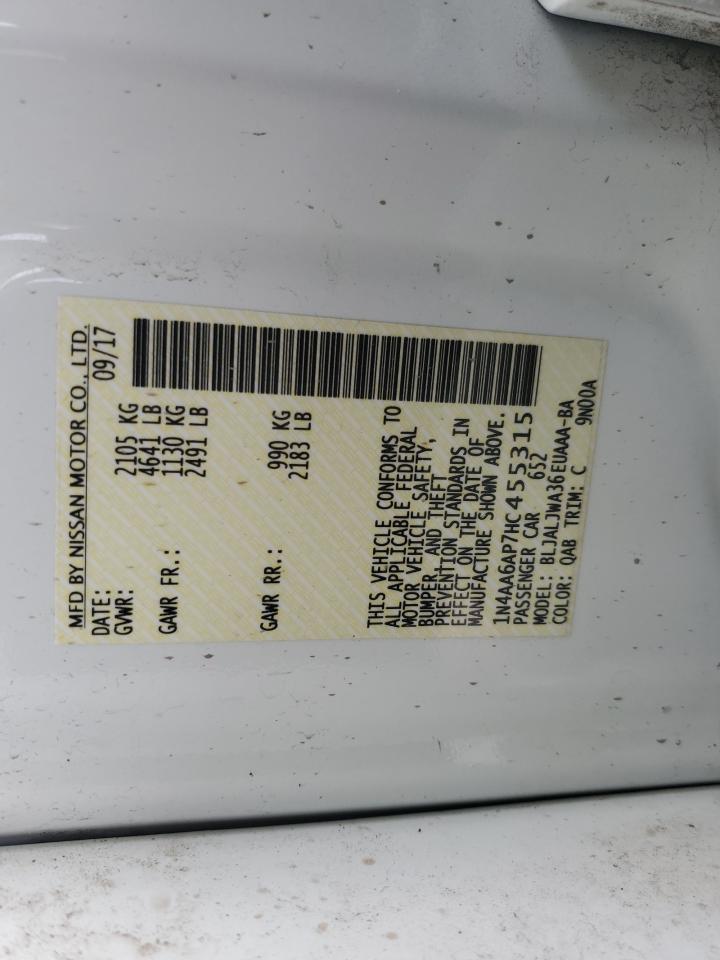 MFD BY NISSAN MOTOR CO., LTD.
DATE: 09/17
GVWR: 2105 KG
4641 LB
GAWR FR.: 1130 KG
2491 LB
GAWR RR.: 990 KG
2183 LB
THIS VEHICLE CONFORMS TO
ALL APPLICABLE FEDERAL
MOTOR VEHICLE SAFETY,
BUMPER, AND THEFT
PREVENTION STANDARDS IN
EFFECT ON THE DATE OF
MANUFACTURE SHOWN ABOVE.
1N4AA6AP7HC455315
PASSENGER CAR 652
MODEL: BLJALJWA36EUAAA-BA
COLOR: QAB TRIM: C 9N00A